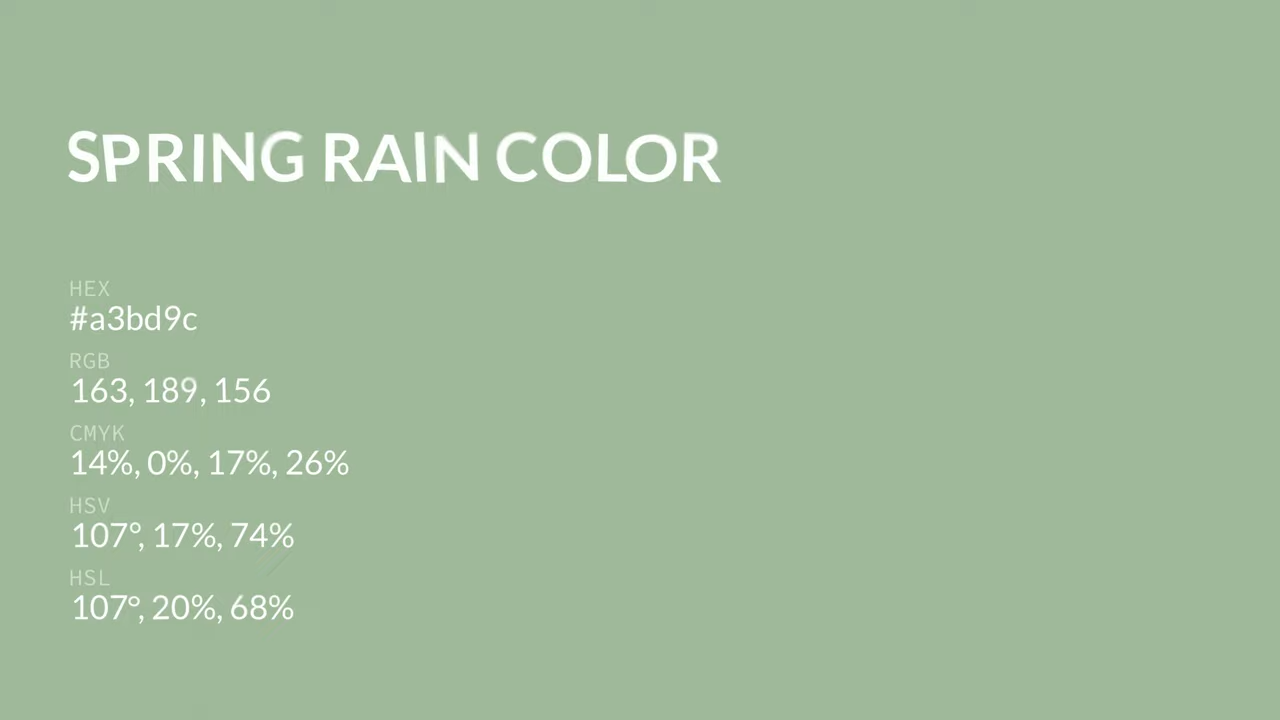 SPRING RAIN COLOR
HEX
#a3bd9c
RGB
163, 189, 156
CMYK
14%, 0%, 17%, 26%
HSV
107°, 17%, 74%
HSL
107°, 20%, 68%